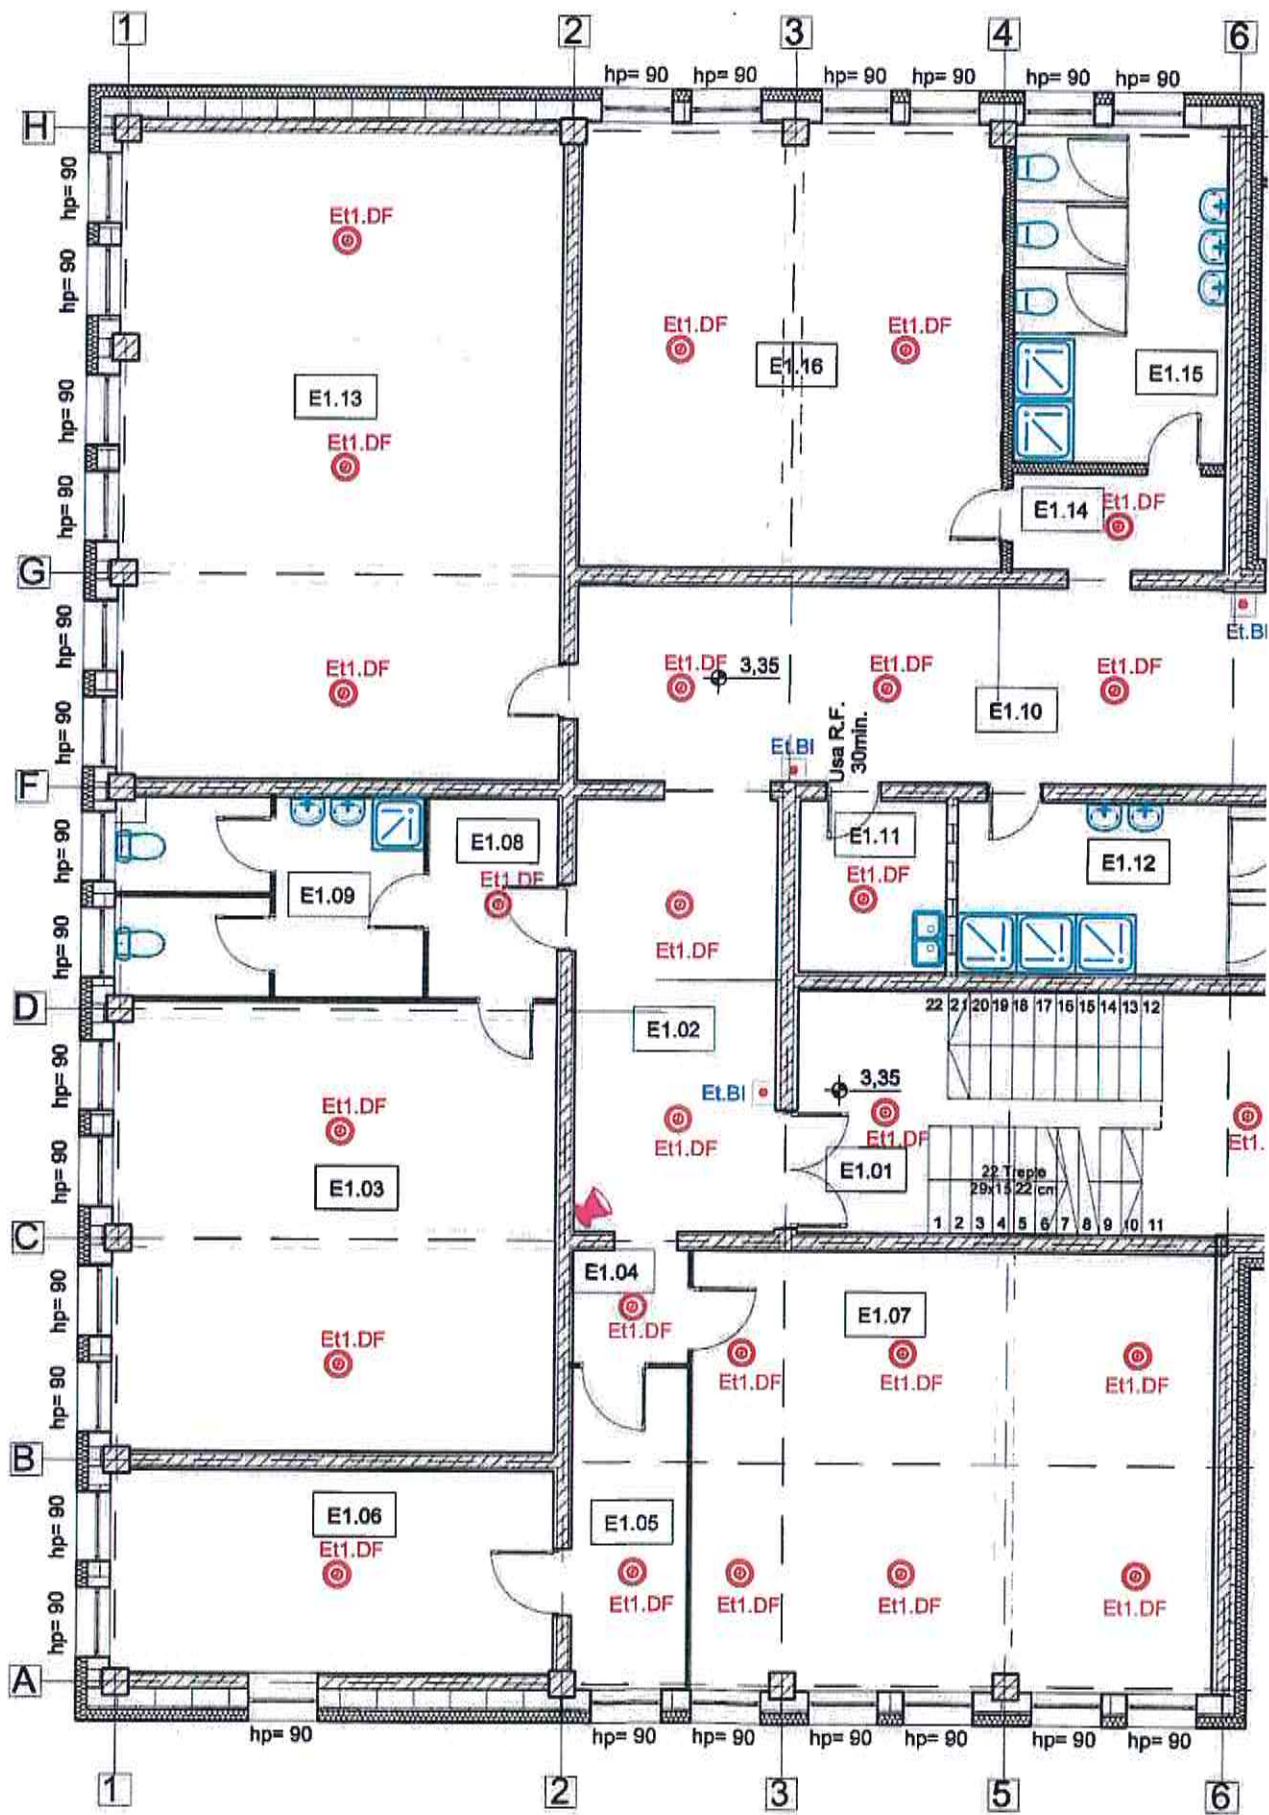 1
2
3
4
6
hp= 90
hp= 90
hp= 90
hp= 90
hp= 90
hp= 90
H
hp= 90
Et1.DF
hp= 90
Et1.DF
Et1.DF
E1.16
E1.15
E1.13
hp= 90
Et1.DF
hp= 90
E1.14
Et1.DF
G
hp= 90
Et.BI
Et1.DF
Et1.DF
3,35
Et1.DF
Et1.DF
E1.10
hp= 90
Usa R.F.
30min.
Et.BI
F
hp= 90
E1.08
E1.11
E1.12
E1.09
Et1.DF
Et1.DF
hp= 90
Et1.DF
D
22 21 20 19 18 17 16 15 14 13 12
E1.02
hp= 90
3,35
Et.BI
Et1.DF
Et1.DF
Et1.DF
Et1.
hp= 90
E1.03
E1.01
22 Trepte
29x15,22 cm
1 2 3 4 5 6 7 8 9 10 11
C
E1.04
hp= 90
Et1.DF
E1.07
Et1.DF
hp= 90
Et1.DF
Et1.DF
Et1.DF
B
hp= 90
E1.06
E1.05
Et1.DF
hp= 90
Et1.DF
Et1.DF
Et1.DF
Et1.DF
A
hp= 90
hp= 90
hp= 90
hp= 90
hp= 90
hp= 90
hp= 90
1
2
3
5
6